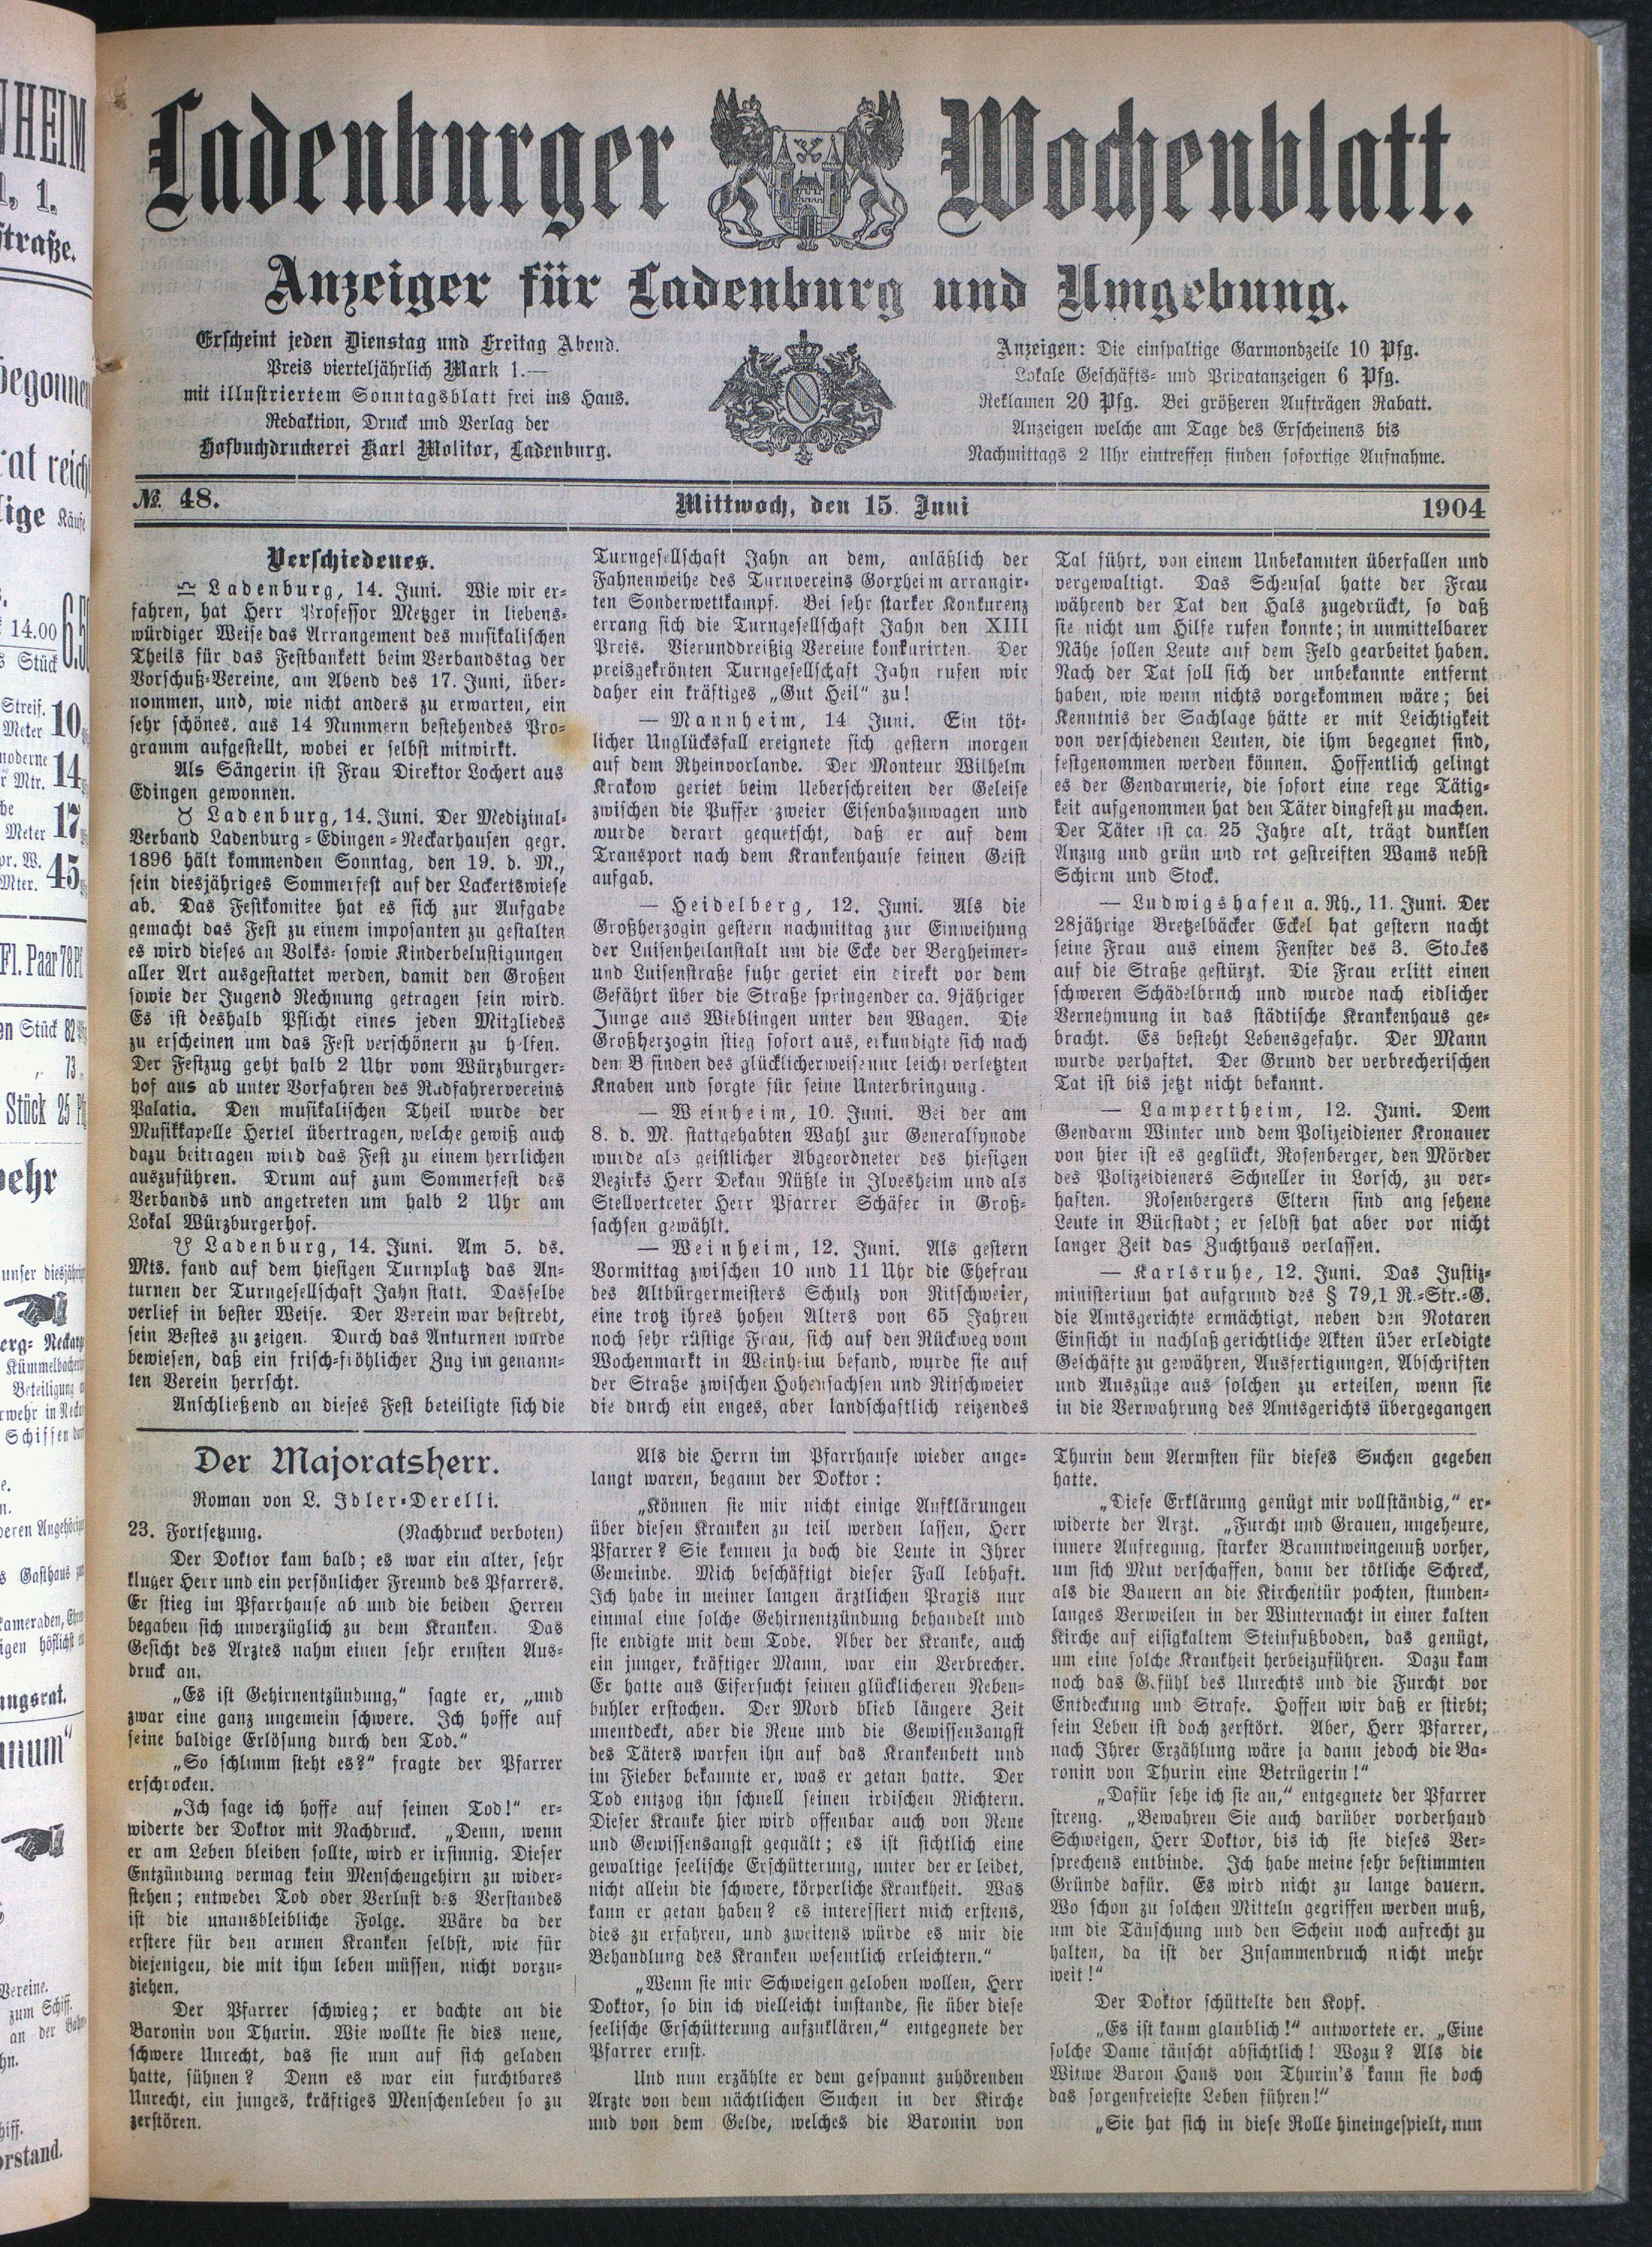 Ladenburger Wochenblatt.
Anzeiger für Ladenburg und Umgebung.
Erscheint jeden Dienstag und Freitag Abend.
Preis vierteljährlich Mark 1.—
mit illustriertem Sonntagsblatt frei ins Haus.
Redaktion, Druck und Verlag der
Hofbuchdruckerei Karl Molitor, Ladenburg.
Anzeigen: Die einspaltige Garmondzeile 10 Pfg.
Lokale Geschäfts- und Privatanzeigen 6 Pfg.
Reklamen 20 Pfg. Bei größeren Aufträgen Rabatt.
Anzeigen welche am Tage des Erscheinens bis
Nachmittags 2 Uhr eintreffen finden sofortige Aufnahme.
№ 48.
Mittwoch, den 15. Juni
1904
Verschiedenes.
Ladenburg, 14. Juni. Wie wir er-
fahren, hat Herr Professor Metzger in liebens-
würdiger Weise das Arrangement des musikalischen
Theils für das Festbankett beim Verbandstag der
Vorschuß-Vereine, am Abend des 17. Juni, über-
nommen, und, wie nicht anders zu erwarten, ein
sehr schönes, aus 14 Nummern bestehendes Pro-
gramm aufgestellt, wobei er selbst mitwirkt.
Als Sängerin ist Frau Direktor Lochert aus
Edingen gewonnen.
Ladenburg, 14. Juni. Der Medizinal-
Verband Ladenburg-Edingen-Neckarhausen gegr.
1896 hält kommenden Sonntag, den 19. d. M.,
sein diesjähriges Sommerfest auf der Lackertswiese
ab. Das Festkomitee hat es sich zur Aufgabe
gemacht das Fest zu einem imposanten zu gestalten
es wird dieses an Volks- sowie Kinderbelustigungen
aller Art ausgestattet werden, damit den Großen
sowie der Jugend Rechnung getragen sein wird.
Es ist deshalb Pflicht eines jeden Mitgliedes
zu erscheinen um das Fest verschönern zu h lfen.
Der Festzug geht halb 2 Uhr vom Würzburger-
hof aus ab unter Vorfahren des Radfahrervereins
Palatia. Den musikalischen Theil wurde der
Musikkapelle Hertel übertragen, welche gewiß auch
dazu beitragen wird das Fest zu einem herrlichen
auszuführen. Drum auf zum Sommerfest des
Verbands und angetreten um halb 2 Uhr am
Lokal Würzburgerhof.
Ladenburg, 14. Juni. Am 5. ds.
Mts. fand auf dem hiesigen Turnplatz das An-
turnen der Turngesellschaft Jahn statt. Dasselbe
verlief in bester Weise. Der Verein war bestrebt,
sein Bestes zu zeigen. Durch das Anturnen wurde
bewiesen, daß ein frisch-fröhlicher Zug im genann-
ten Verein herrscht.
Anschließend an dieses Fest beteiligte sich die
Turngesellschaft Jahn an dem, anläßlich der
Fahnenweihe des Turnvereins Gorxheim arrangir-
ten Sonderwettkampf. Bei sehr starker Konkurenz
errang sich die Turngesellschaft Jahn den XIII
Preis. Vierunddreißig Vereine konkurirten. Der
preisgekrönten Turngesellschaft Jahn rufen wir
daher ein kräftiges „Gut Heil“ zu!
— Mannheim, 14 Juni. Ein töt-
licher Unglücksfall ereignete sich gestern morgen
auf dem Rheinvorlande. Der Monteur Wilhelm
Krakow geriet beim Ueberschreiten der Geleise
zwischen die Puffer zweier Eisenbahnwagen und
wurde derart gequetscht, daß er auf dem
Transport nach dem Krankenhause seinen Geist
aufgab.
— Heidelberg, 12. Juni. Als die
Großherzogin gestern nachmittag zur Einweihung
der Luisenheilanstalt um die Ecke der Bergheimer-
und Luisenstraße fuhr geriet ein direkt vor dem
Gefährt über die Straße springender ca. 9jähriger
Junge aus Wieblingen unter den Wagen. Die
Großherzogin stieg sofort aus, erkundigte sich nach
dem B finden des glücklicherweise nur leicht verletzten
Knaben und sorgte für seine Unterbringung.
— Weinheim, 10. Juni. Bei der am
8. d. M. stattgehabten Wahl zur Generalsynode
wurde als geistlicher Abgeordneter des hiesigen
Bezirks Herr Dekan Nüßle in Ilvesheim und als
Stellvertreter Herr Pfarrer Schäfer in Groß-
sachsen gewählt.
— Weinheim, 12. Juni. Als gestern
Vormittag zwischen 10 und 11 Uhr die Ehefrau
des Altbürgermeisters Schulz von Ritschweier,
eine trotz ihres hohen Alters von 65 Jahren
noch sehr rüstige Frau, sich auf den Rückweg vom
Wochenmarkt in Weinheim befand, wurde sie auf
der Straße zwischen Hohensachsen und Ritschweier
die durch ein enges, aber landschaftlich reizendes
Tal führt, von einem Unbekannten überfallen und
vergewaltigt. Das Scheusal hatte der Frau
während der Tat den Hals zugedrückt, so daß
sie nicht um Hilfe rufen konnte; in unmittelbarer
Nähe sollen Leute auf dem Feld gearbeitet haben.
Nach der Tat soll sich der unbekannte entfernt
haben, wie wenn nichts vorgekommen wäre; bei
Kenntnis der Sachlage hätte er mit Leichtigkeit
von verschiedenen Leuten, die ihm begegnet sind,
festgenommen werden können. Hoffentlich gelingt
es der Gendarmerie, die sofort eine rege Tätig-
keit aufgenommen hat den Täter dingfest zu machen.
Der Täter ist ca. 25 Jahre alt, trägt dunklen
Anzug und grün und rot gestreiften Wams nebst
Schirm und Stock.
— Ludwigshafen a. Rh., 11. Juni. Der
28jährige Bretzelbäcker Eckel hat gestern nacht
seine Frau aus einem Fenster des 3. Stockes
auf die Straße gestürzt. Die Frau erlitt einen
schweren Schädelbruch und wurde nach eidlicher
Vernehmung in das städtische Krankenhaus ge-
bracht. Es besteht Lebensgefahr. Der Mann
wurde verhaftet. Der Grund der verbrecherischen
Tat ist bis jetzt nicht bekannt.
— Lampertheim, 12. Juni. Dem
Gendarm Winter und dem Polizeidiener Kronauer
von hier ist es geglückt, Rosenberger, den Mörder
des Polizeidieners Schneller in Lorsch, zu ver-
haften. Rosenbergers Eltern sind ang sehene
Leute in Bürstadt; er selbst hat aber vor nicht
langer Zeit das Zuchthaus verlassen.
— Karlsruhe, 12. Juni. Das Justiz-
ministerium hat aufgrund des § 79,1 R.-Str.-G.
die Amtsgerichte ermächtigt, neben den Notaren
Einsicht in nachlaßgerichtliche Akten über erledigte
Geschäfte zu gewähren, Ausfertigungen, Abschriften
und Auszüge aus solchen zu erteilen, wenn sie
in die Verwahrung des Amtsgerichts übergegangen
Der Majoratsherr.
Roman von L. Idler-Derelli.
23. Fortsetzung. (Nachdruck verboten)
Der Doktor kam bald; es war ein alter, sehr
kluger Herr und ein persönlicher Freund des Pfarrers.
Er stieg im Pfarrhause ab und die beiden Herren
begaben sich unverzüglich zu dem Kranken. Das
Gesicht des Arztes nahm einen sehr ernsten Aus-
druck an.
„Es ist Gehirnentzündung,“ sagte er, „und
zwar eine ganz ungemein schwere. Ich hoffe auf
seine baldige Erlösung durch den Tod.“
„So schlimm steht es?“ fragte der Pfarrer
erschrocken.
„Ich sage ich hoffe auf seinen Tod!“ er-
widerte der Doktor mit Nachdruck. „Denn, wenn
er am Leben bleiben sollte, wird er irrsinnig. Dieser
Entzündung vermag kein Menschengehirn zu wider-
stehen; entweder Tod oder Verlust des Verstandes
ist die unausbleibliche Folge. Wäre da der
erstere für den armen Kranken selbst, wie für
diejenigen, die mit ihm leben müssen, nicht vorzu-
ziehen.
Der Pfarrer schwieg; er dachte an die
Baronin von Thurin. Wie wollte sie dies neue,
schwere Unrecht, das sie nun auf sich geladen
hatte, sühnen? Denn es war ein furchtbares
Unrecht, ein junges, kräftiges Menschenleben so zu
zerstören.
Als die Herrn im Pfarrhause wieder ange-
langt waren, begann der Doktor:
„Können sie mir nicht einige Aufklärungen
über diesen Kranken zu teil werden lassen, Herr
Pfarrer? Sie kennen ja doch die Leute in Ihrer
Gemeinde. Mich beschäftigt dieser Fall lebhaft.
Ich habe in meiner langen ärztlichen Praxis nur
einmal eine solche Gehirnentzündung behandelt und
sie endigte mit dem Tode. Aber der Kranke, auch
ein junger, kräftiger Mann, war ein Verbrecher.
Er hatte aus Eifersucht seinen glücklicheren Neben-
buhler erstochen. Der Mord blieb längere Zeit
unentdeckt, aber die Reue und die Gewissensangst
des Täters warfen ihn auf das Krankenbett und
im Fieber bekannte er, was er getan hatte. Der
Tod entzog ihn schnell seinen irdischen Richtern.
Dieser Kranke hier wird offenbar auch von Reue
und Gewissensangst gequält; es ist sichtlich eine
gewaltige seelische Erschütterung, unter der er leidet,
nicht allein die schwere, körperliche Krankheit. Was
kann er getan haben? es interessiert mich erstens,
dies zu erfahren, und zweitens würde es mir die
Behandlung des Kranken wesentlich erleichtern.“
„Wenn sie mir Schweigen geloben wollen, Herr
Doktor, so bin ich vielleicht imstande, sie über diese
seelische Erschütterung aufzuklären,“ entgegnete der
Pfarrer ernst.
Und nun erzählte er dem gespannt zuhörenden
Arzte von dem nächtlichen Suchen in der Kirche
und von dem Gelde, welches die Baronin von
Thurin dem Aermsten für dieses Suchen gegeben
hatte.
„Diese Erklärung genügt mir vollständig,“ er-
widerte der Arzt. „Furcht und Grauen, ungeheure,
innere Aufregung, starker Branntweingenuß vorher,
um sich Mut verschaffen, dann der tötliche Schreck,
als die Bauern an die Kirchentür pochten, stunden-
langes Verweilen in der Winternacht in einer kalten
Kirche auf eisigkaltem Steinfußboden, das genügt,
um eine solche Krankheit herbeizuführen. Dazu kam
noch das Gefühl des Unrechts und die Furcht vor
Entdeckung und Strafe. Hoffen wir daß er stirbt;
sein Leben ist doch zerstört. Aber, Herr Pfarrer,
nach Ihrer Erzählung wäre ja dann jedoch die Ba-
ronin von Thurin eine Betrügerin!“
„Dafür sehe ich sie an,“ entgegnete der Pfarrer
streng. „Bewahren Sie auch darüber vorderhand
Schweigen, Herr Doktor, bis ich sie dieses Ver-
sprechens entbinde. Ich habe meine sehr bestimmten
Gründe dafür. Es wird nicht zu lange dauern.
Wo schon zu solchen Mitteln gegriffen werden muß,
um die Täuschung und den Schein noch aufrecht zu
halten, da ist der Zusammenbruch nicht mehr
weit!“
Der Doktor schüttelte den Kopf.
„Es ist kaum glaublich!“ antwortete er. „Eine
solche Dame täuscht absichtlich! Wozu? Als die
Witwe Baron Hans von Thurin's kann sie doch
das sorgenfreieste Leben führen!“
„Sie hat sich in diese Rolle hineingespielt, nun